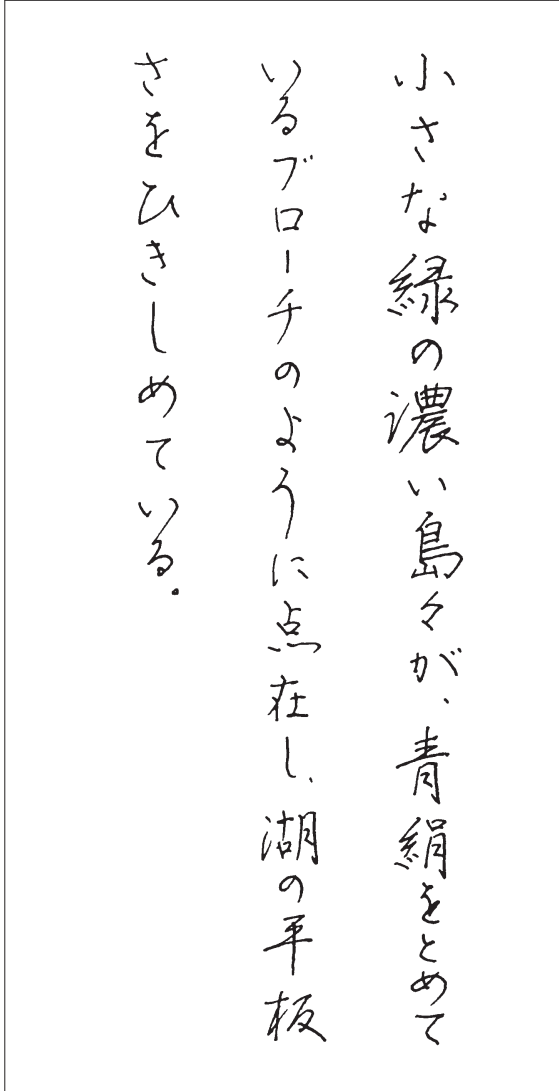 小さな緑の濃い島々が、青絹をとめて
いるブローチのように点在し、湖の平板
さをひきしめている。